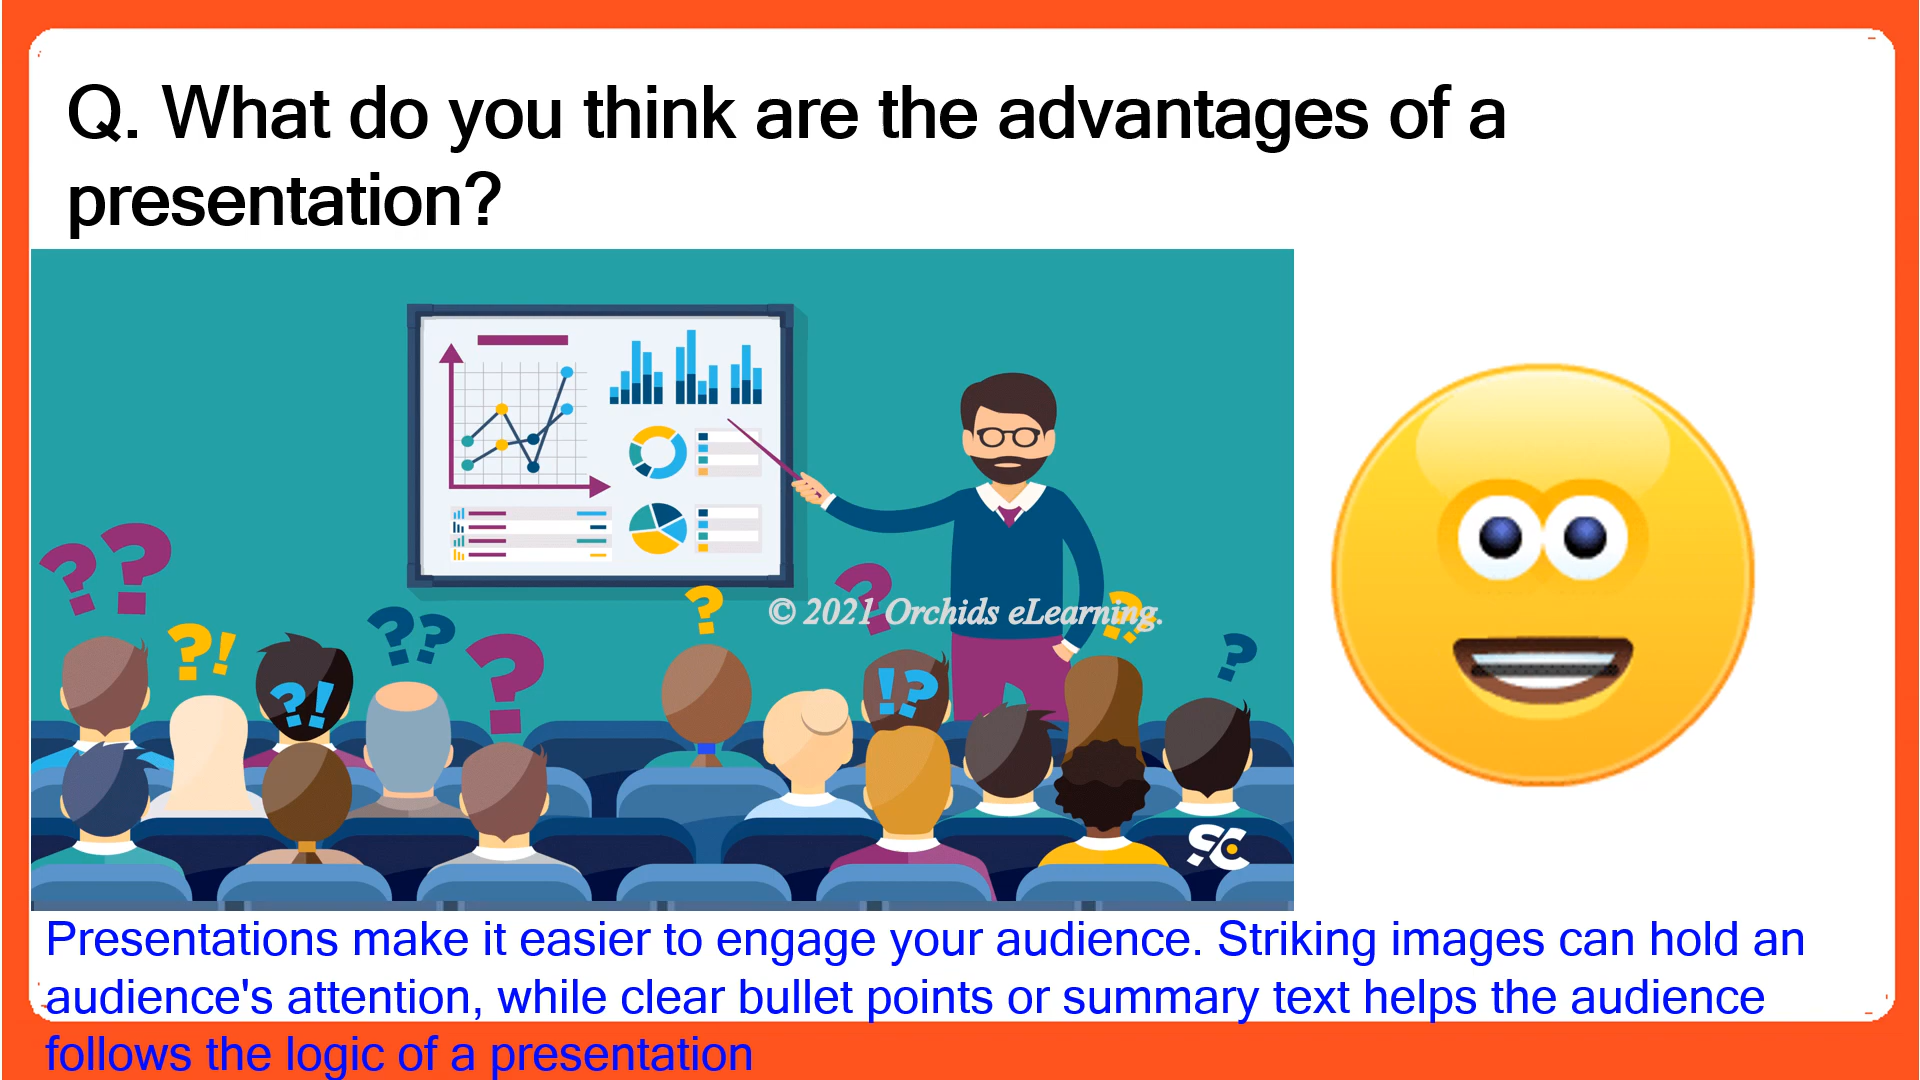 Q. What do you think are the advantages of a
presentation?
??
?!
?!
??
?
?
?
!?
??
?
© 2021 Orchids eLearning.
SC
Presentations make it easier to engage your audience. Striking images can hold an
audience's attention, while clear bullet points or summary text helps the audience
follows the logic of a presentation